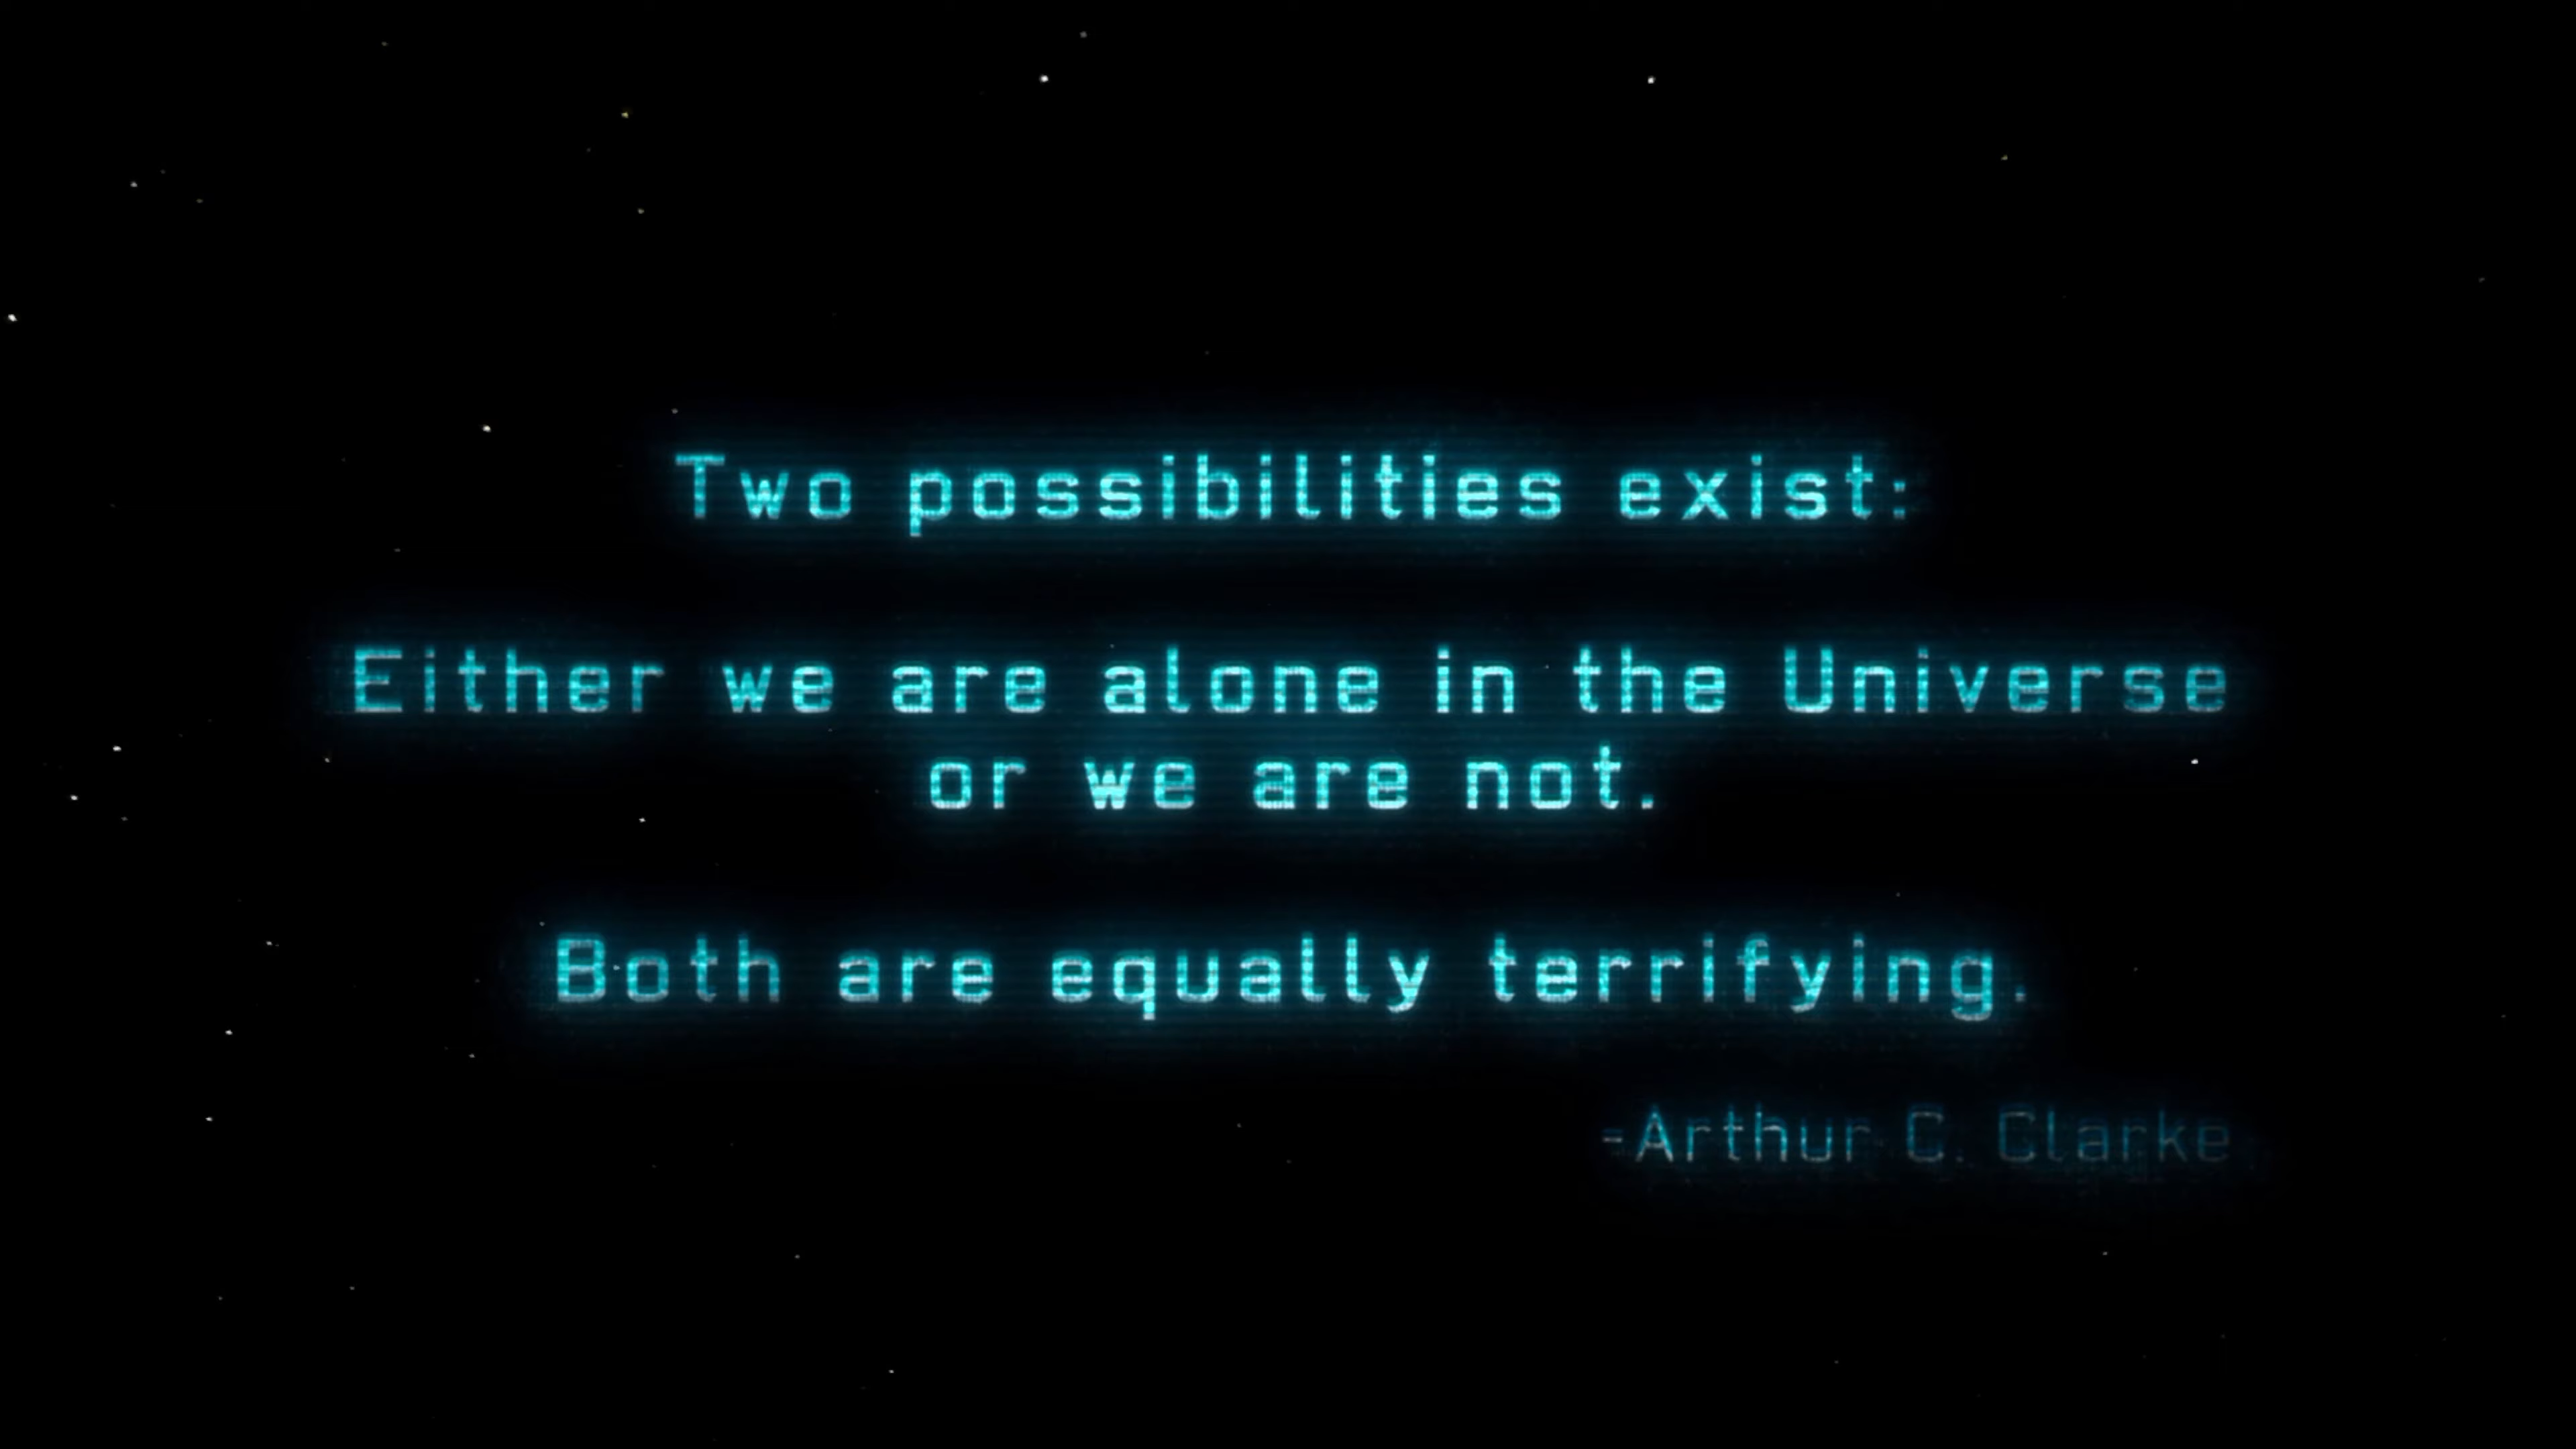 Two possibilities exist:
Either we are alone in the Universe
or we are not.
Both are equally terrifying.
-Arthur C. Clarke